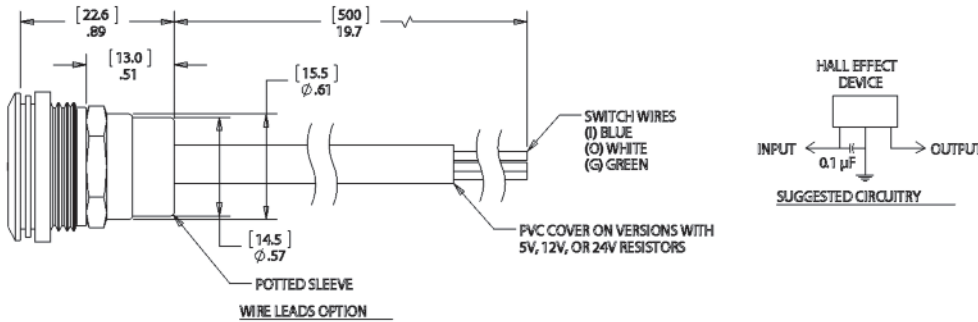 [22.6]
.89
[500]
19.7
[13.0]
.51
[15.5]
Ø.61
SWITCH WIRES
(I) BLUE
(O) WHITE
(G) GREEN
HALL EFFECT
DEVICE
INPUT
OUTPUT
0.1 µF
SUGGESTED CIRCUITRY
PVC COVER ON VERSIONS WITH
5V, 12V, OR 24V RESISTORS
[14.5]
Ø.57
POTTED SLEEVE
WIRE LEADS OPTION